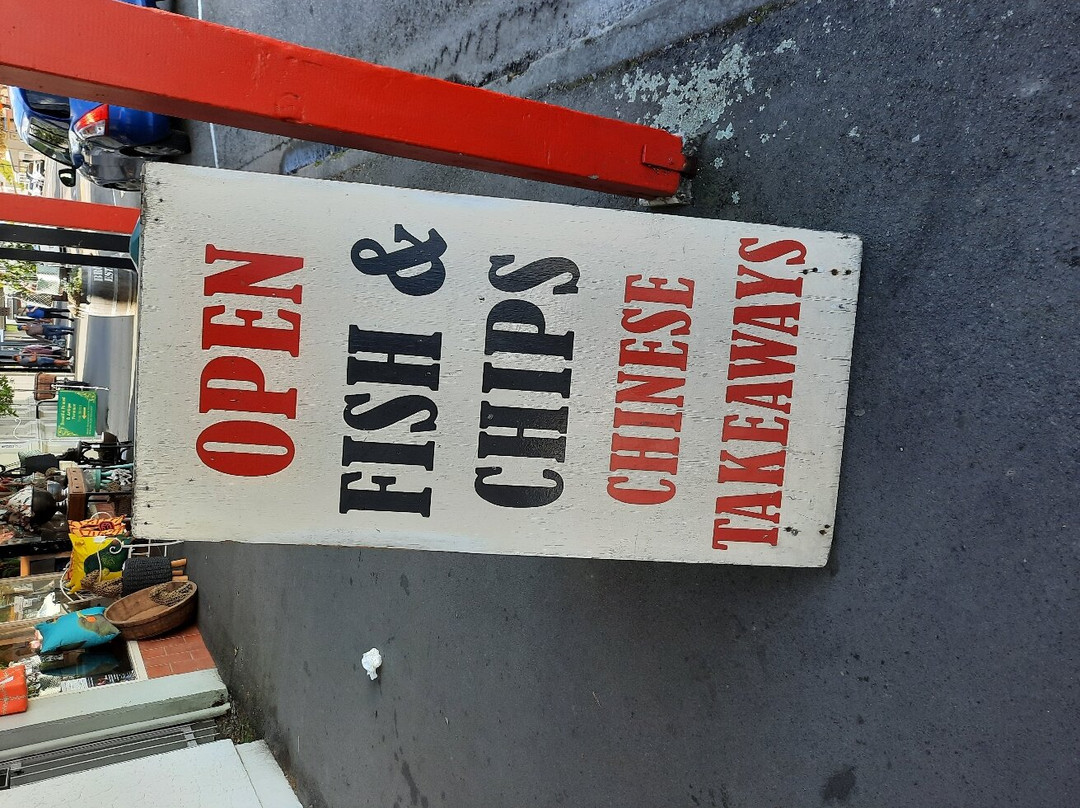 OPEN
FISH &
CHIPS
CHINESE
TAKEAWAYS